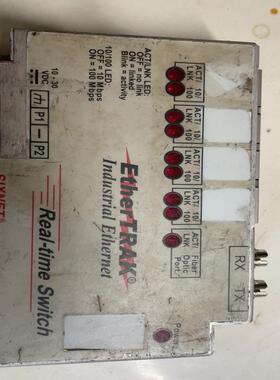 ACT/ 10/
LNK 100
ACT/ 10/
LNK 100
ACT/ 10/
LNK 100
ACT/ 10/
LNK 100
ACT/ Fiber
LNK Optic
Port
RX TX
ACT/LNK LED:
OFF = no link
ON = linked
Blink = activity
10/100 LED:
OFF = 10 Mbps
ON = 100 Mbps
10 - 30
VDC
P1 P2
EtherTRAK®
Industrial Ethernet
SIXNET
Real-time Switch
Power